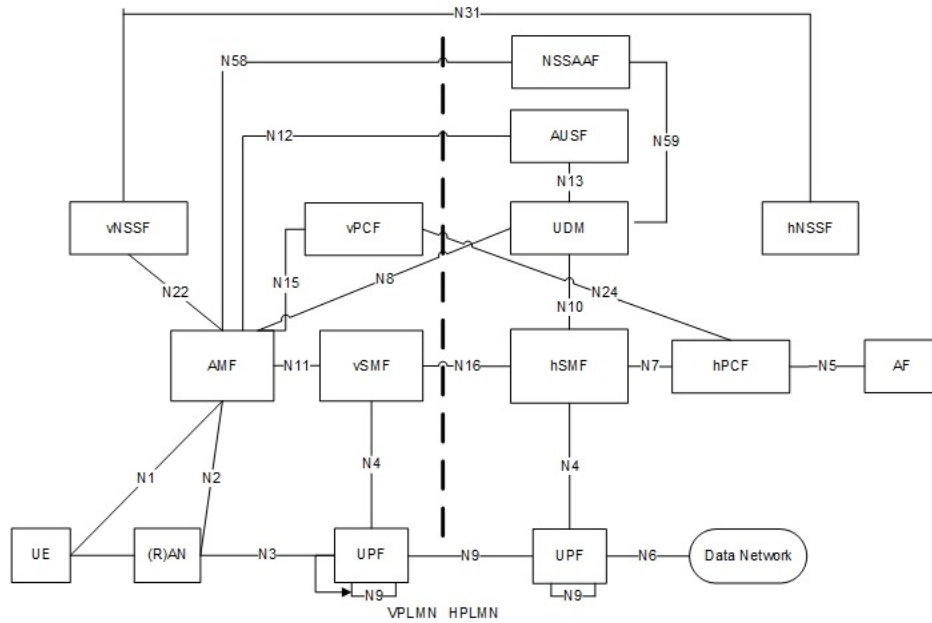 N31
N58
NSSAAF
N12
AUSF
N59
N13
vNSSF
vPCF
UDM
hNSSF
N22
N15
N8
N24
N10
AMF
N11
vSMF
N16
hSMF
N7
hPCF
N5
AF
N1
N2
N4
N4
UE
(R)AN
N3
UPF
N9
UPF
N6
Data Network
N9
N9
VPLMN HPLMN